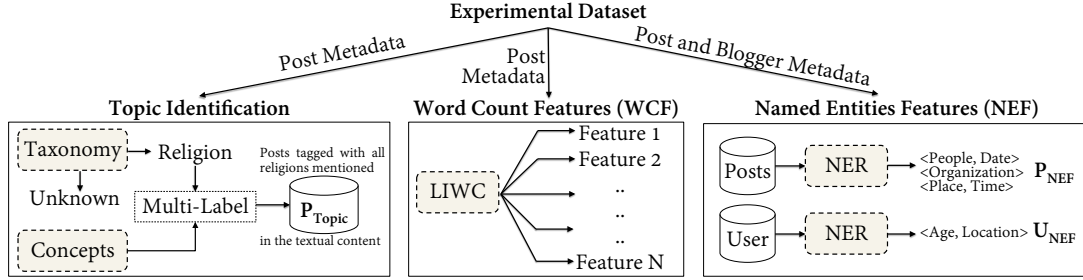 Experimental Dataset
Post Metadata
Post
Metadata
Post and Blogger Metadata
Topic Identification
Taxonomy
Religion
Unknown
Multi-Label
Concepts
Posts tagged with all
religions mentioned
P_Topic
in the textual content
Word Count Features (WCF)
LIWC
Feature 1
Feature 2
..
..
..
..
Feature N
Named Entities Features (NEF)
Posts
NER
<People, Date>
<Organization>
<Place, Time>
P_NEF
User
NER
<Age, Location>
U_NEF